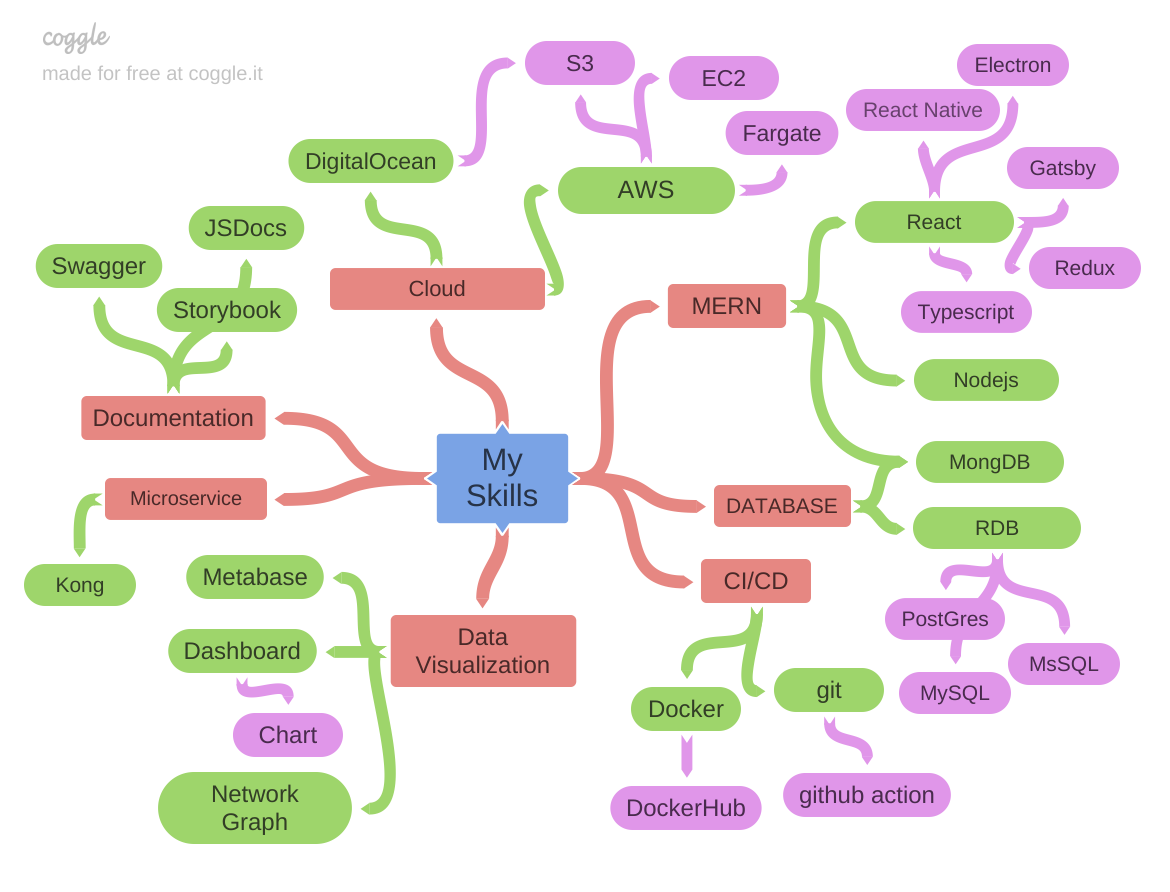 coggle
made for free at coggle.it
S3
EC2
Electron
React Native
Fargate
DigitalOcean
Gatsby
AWS
JSDocs
React
Swagger
Redux
Storybook
Cloud
MERN
Typescript
Nodejs
Documentation
My
Skills
MongDB
Microservice
DATABASE
RDB
Kong
Metabase
CI/CD
PostGres
Data
Visualization
Dashboard
MsSQL
MySQL
git
Docker
Chart
github action
DockerHub
Network
Graph